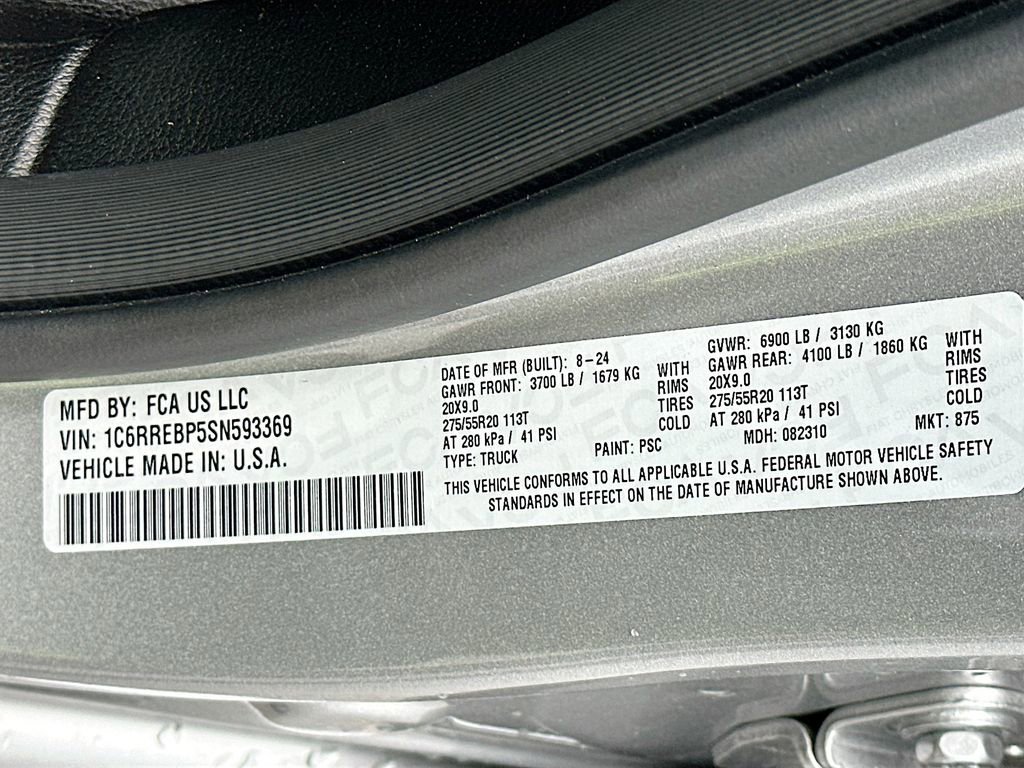 MFD BY: FCA US LLC
VIN: 1C6RREBP5SN593369
VEHICLE MADE IN: U.S.A.
DATE OF MFR (BUILT): 8-24
GAWR FRONT: 3700 LB / 1679 KG WITH
20X9.0 RIMS
275/55R20 113T TIRES
AT 280 kPa / 41 PSI COLD
TYPE: TRUCK PAINT: PSC
GVWR: 6900 LB / 3130 KG
GAWR REAR: 4100 LB / 1860 KG WITH
20X9.0 RIMS
275/55R20 113T TIRES
AT 280 kPa / 41 PSI COLD
MDH: 082310 MKT: 875
THIS VEHICLE CONFORMS TO ALL APPLICABLE U.S.A. FEDERAL MOTOR VEHICLE SAFETY
STANDARDS IN EFFECT ON THE DATE OF MANUFACTURE SHOWN ABOVE.